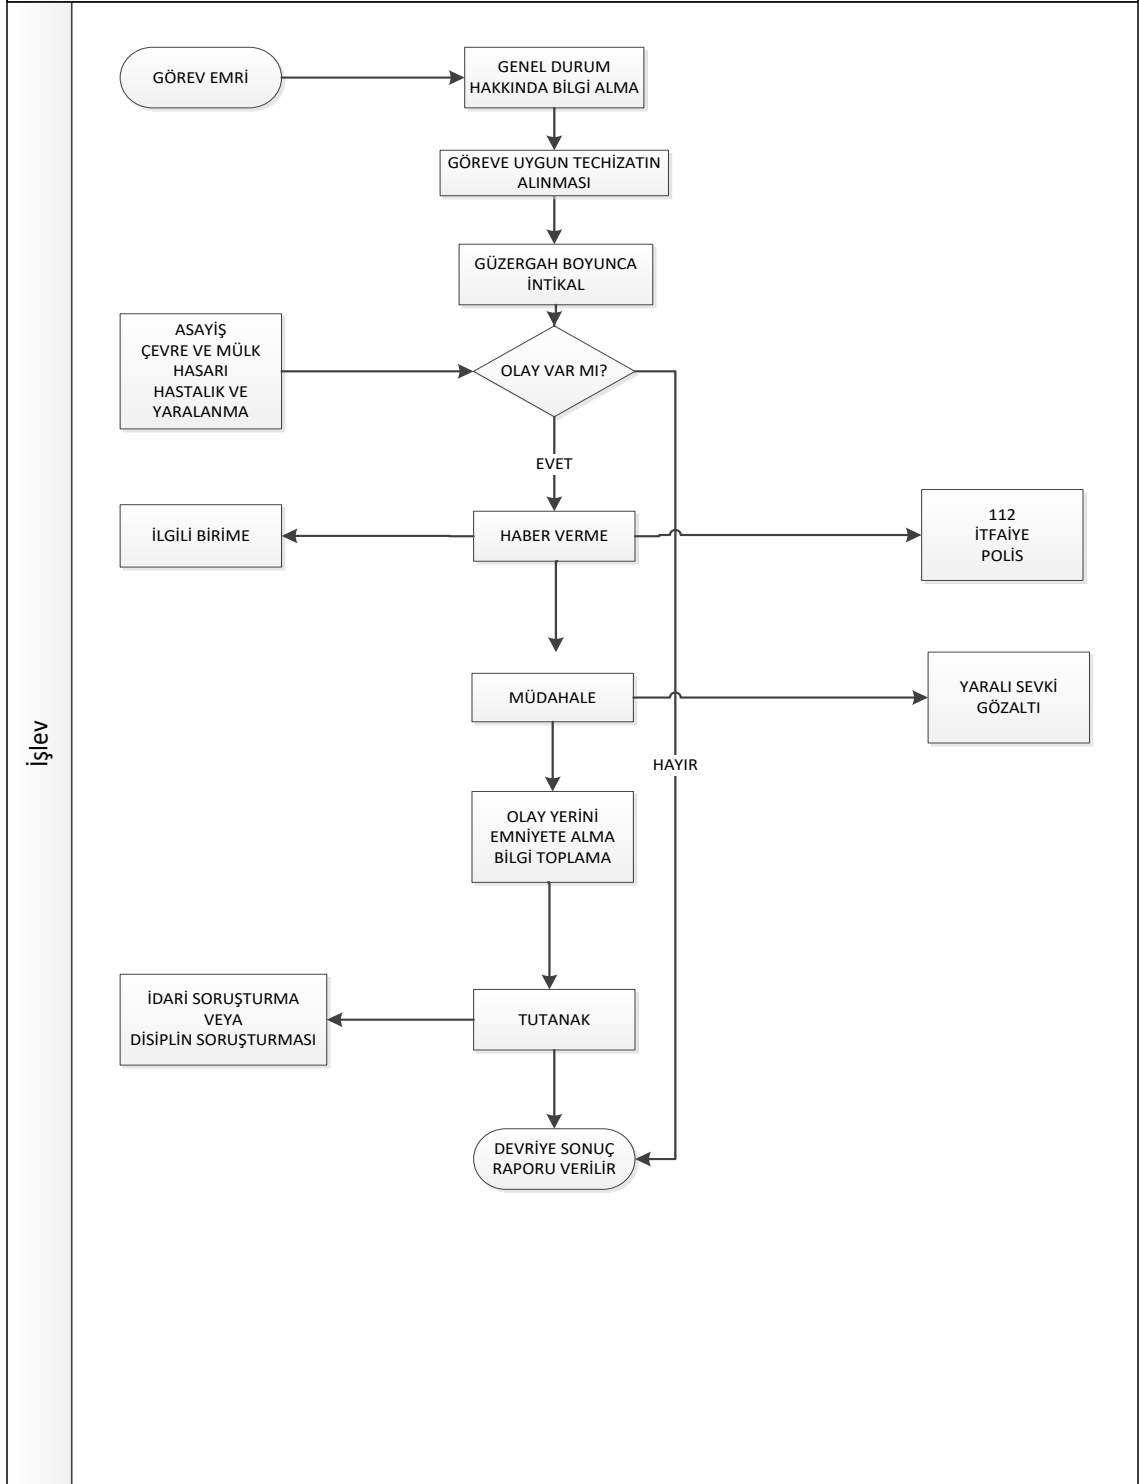 GÖREV EMRİ
GENEL DURUM
HAKKINDA BİLGİ ALMA
GÖREVE UYGUN TECHİZATIN
ALINMASI
GÜZERGAH BOYUNCA
İNTİKAL
ASAYİŞ
ÇEVRE VE MÜLK
HASARI
HASTALIK VE
YARALANMA
OLAY VAR MI?
EVET
İLGİLİ BİRİME
HABER VERME
112
İTFAİYE
POLİS
MÜDAHALE
YARALI SEVKİ
GÖZALTI
İşlev
HAYIR
OLAY YERİNİ
EMNİYETE ALMA
BİLGİ TOPLAMA
İDARİ SORUŞTURMA
VEYA
DİSİPLİN SORUŞTURMASI
TUTANAK
DEVRİYE SONUÇ
RAPORU VERİLİR